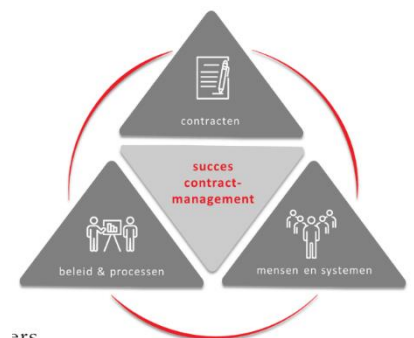 contracten
succes
contract-
management
beleid & processen
mensen en systemen